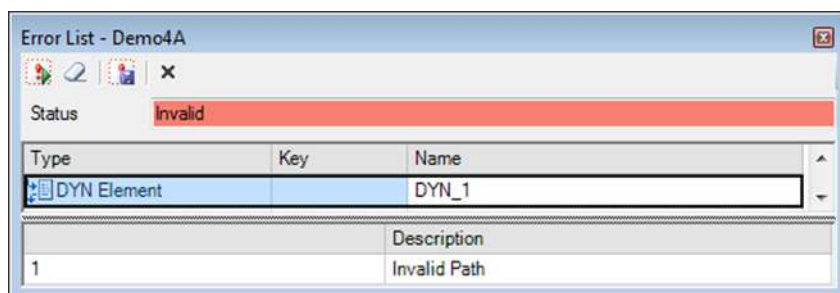 Error List - Demo4A
Status Invalid
Type Key Name
DYN Element DYN_1
Description
1 Invalid Path